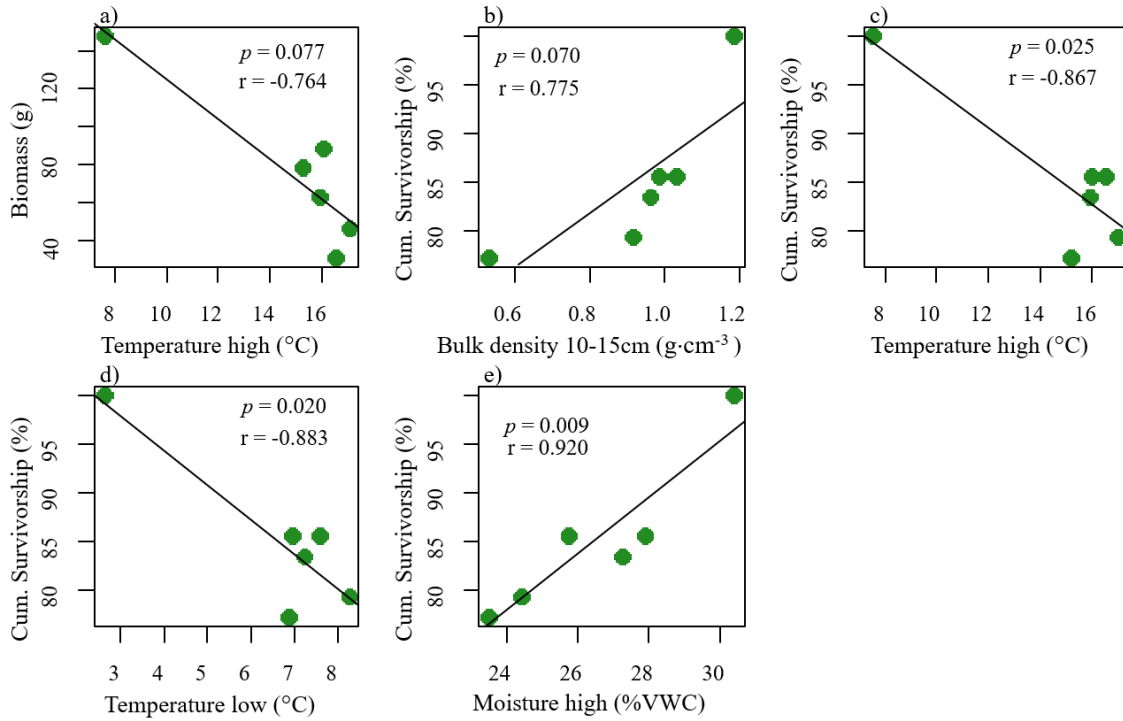 a)
p = 0.077
r = -0.764
Biomass (g)
120
80
40
8 10 12 14 16
Temperature high (°C)
b)
p = 0.070
r = 0.775
Cum. Survivorship (%)
95
90
85
80
0.6 0.8 1.0 1.2
Bulk density 10-15cm (g·cm-3 )
c)
p = 0.025
r = -0.867
Cum. Survivorship (%)
95
90
85
80
8 10 12 14 16
Temperature high (°C)
d)
p = 0.020
r = -0.883
Cum. Survivorship (%)
95
90
85
80
3 4 5 6 7 8
Temperature low (°C)
e)
p = 0.009
r = 0.920
Cum. Survivorship (%)
95
90
85
80
24 26 28 30
Moisture high (%VWC)